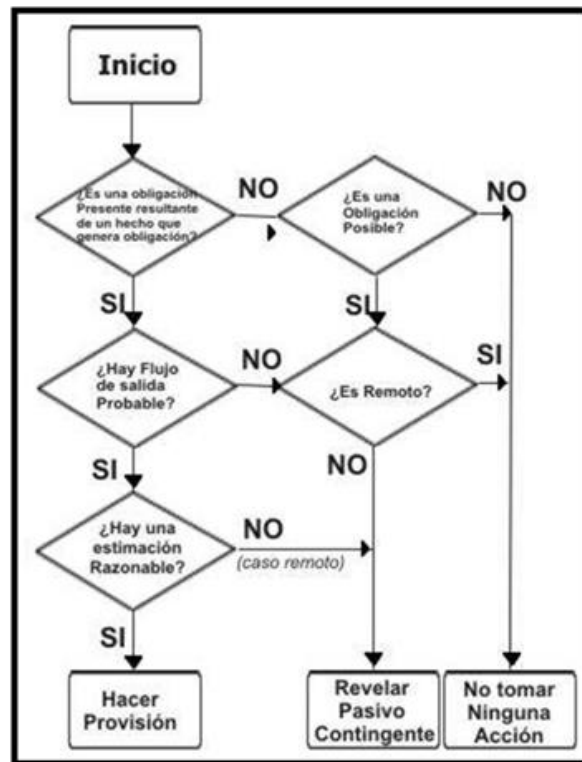 Inicio
¿Es una obligación
Presente resultante
de un hecho que
genera obligación?
NO
¿Es una
Obligación
Posible?
NO
SI
SI
¿Hay Flujo
de salida
Probable?
NO
¿Es Remoto?
SI
SI
NO
¿Hay una
estimación
Razonable?
NO
(caso remoto)
SI
Hacer
Provisión
Revelar
Pasivo
Contingente
No tomar
Ninguna
Acción